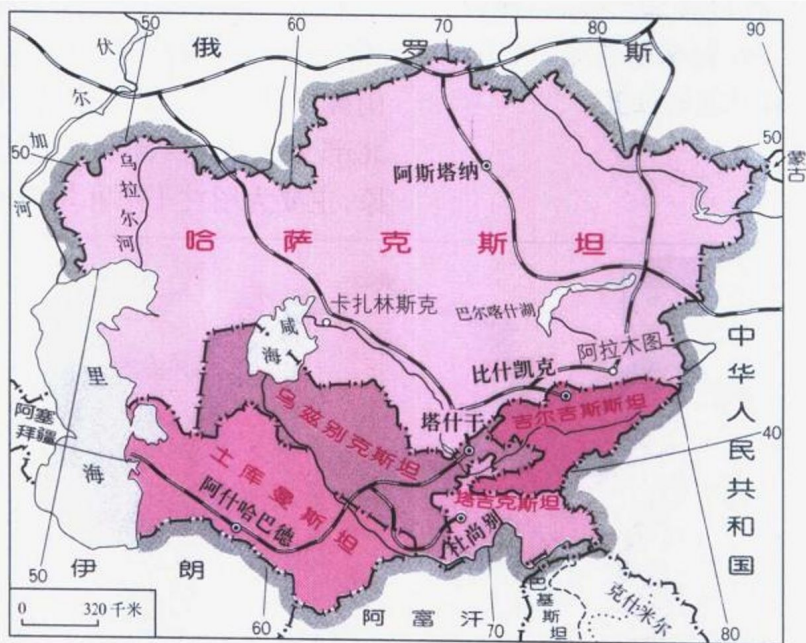 50
60
70
80
90
俄罗斯
伏尔加河
50
50
蒙古
乌拉尔河
阿斯塔纳
哈萨克斯坦
卡扎林斯克
巴尔喀什湖
咸海
阿拉木图
比什凯克
里海
阿塞拜疆
乌兹别克斯坦
塔什干
吉尔吉斯斯坦
中华人民共和国
40
土库曼斯坦
阿什哈巴德
塔吉克斯坦
杜尚别
50
伊朗
阿富汗
巴基斯坦
克什米尔
0 320千米
60
70
80